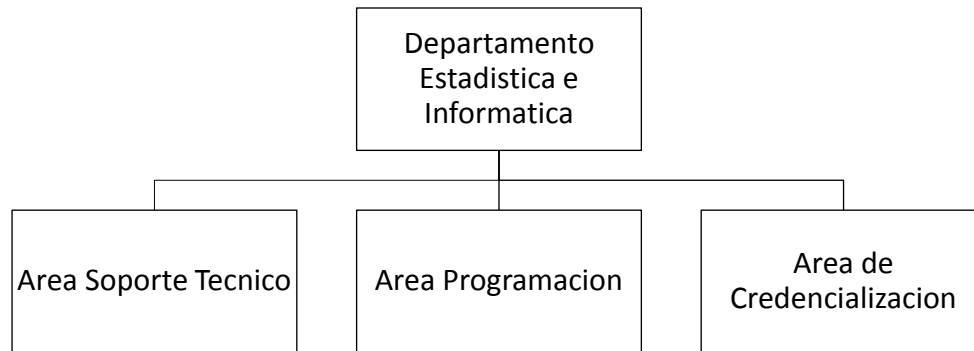 Departamento
Estadistica e
Informatica
Area Soporte Tecnico
Area Programacion
Area de
Credencializacion